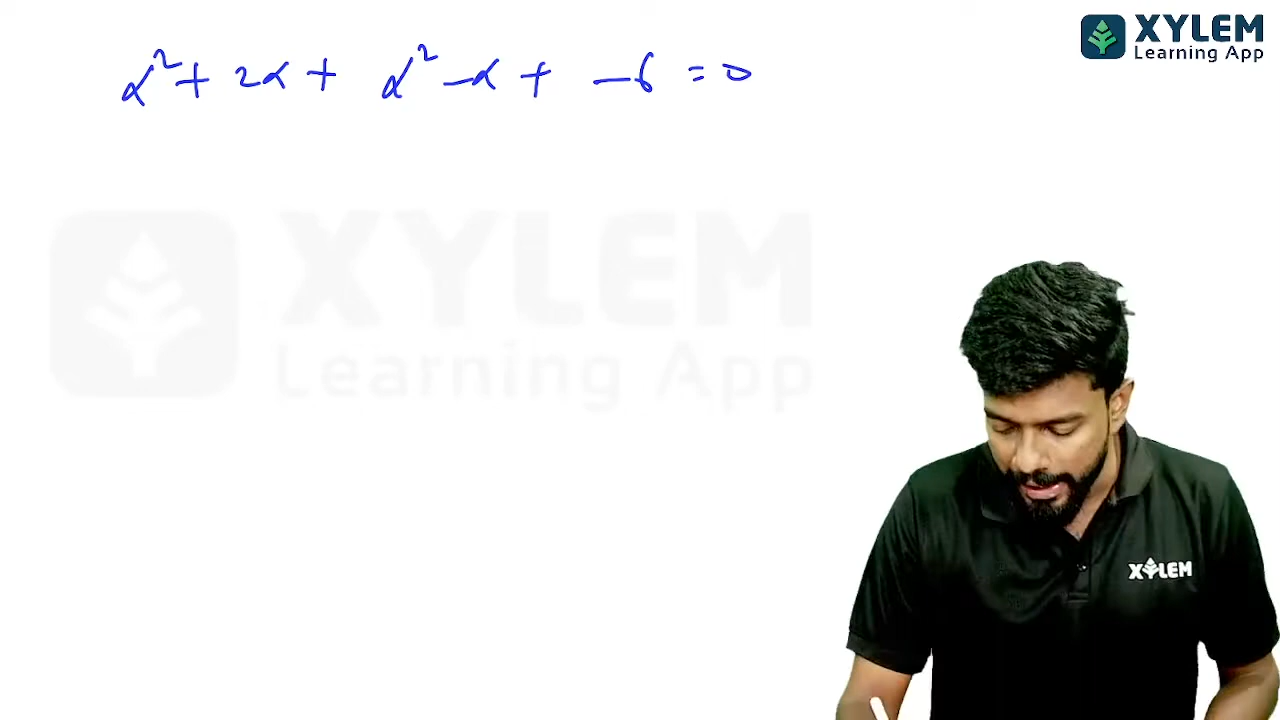 XYLEM
Learning App
α² + 2α + α² - α + - 6 = 0
XYLEM
Learning App
XYLEM